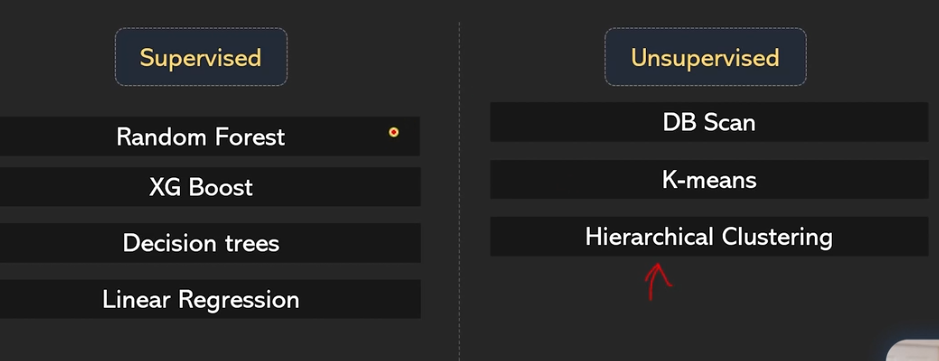 Supervised
Random Forest
XG Boost
Decision trees
Linear Regression
Unsupervised
DB Scan
K-means
Hierarchical Clustering